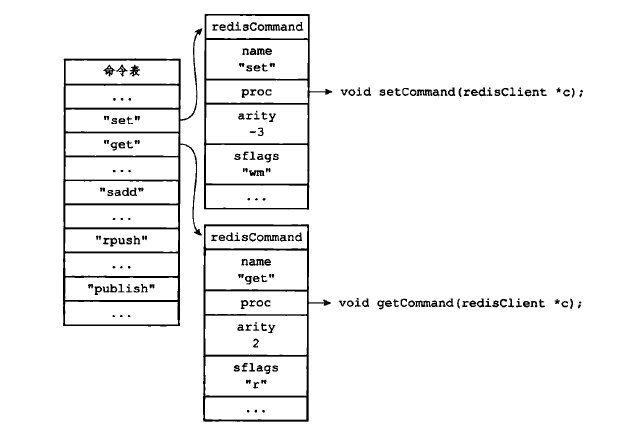 命令表
...
"set"
"get"
...
"sadd"
...
"rpush"
...
"publish"
...
redisCommand
name
"set"
proc
arity
-3
sflags
"wm"
...
void setCommand(redisClient *c);
redisCommand
name
"get"
proc
arity
2
sflags
"r"
...
void getCommand(redisClient *c);